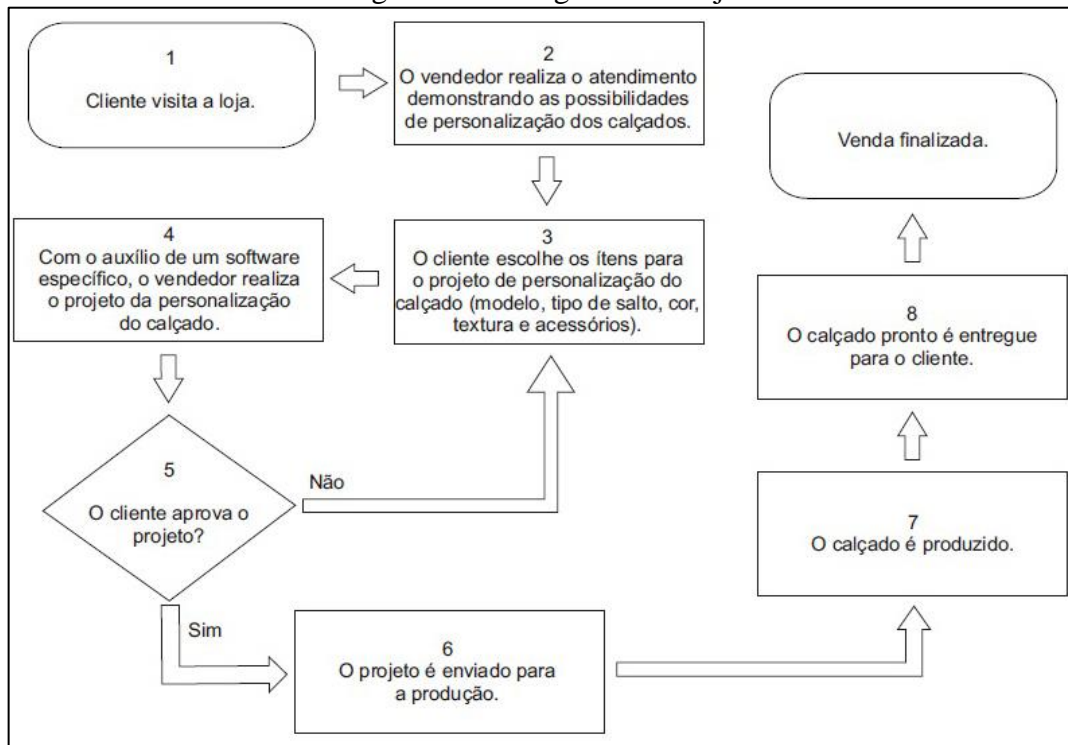 1
Cliente visita a loja.
2
O vendedor realiza o atendimento
demonstrando as possibilidades
de personalização dos calçados.
3
O cliente escolhe os ítens para
o projeto de personalização do
calçado (modelo, tipo de salto, cor,
textura e acessórios).
4
Com o auxílio de um software
específico, o vendedor realiza
o projeto da personalização
do calçado.
5
O cliente aprova o
projeto?
Não
Sim
6
O projeto é enviado para
a produção.
7
O calçado é produzido.
8
O calçado pronto é entregue
para o cliente.
Venda finalizada.